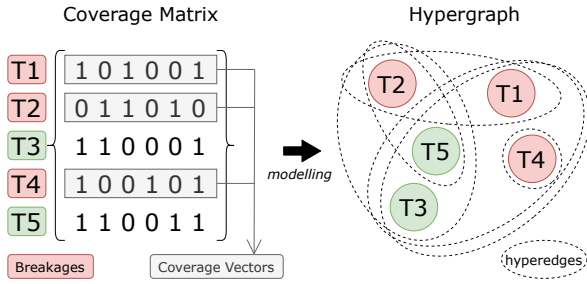 Coverage Matrix
Hypergraph
T1 1 0 1 0 0 1
T2 0 1 1 0 1 0
T3 1 1 0 0 0 1
T4 1 0 0 1 0 1
T5 1 1 0 0 1 1
Breakages
Coverage Vectors
modelling
T2
T1
T5
T4
T3
hyperedges